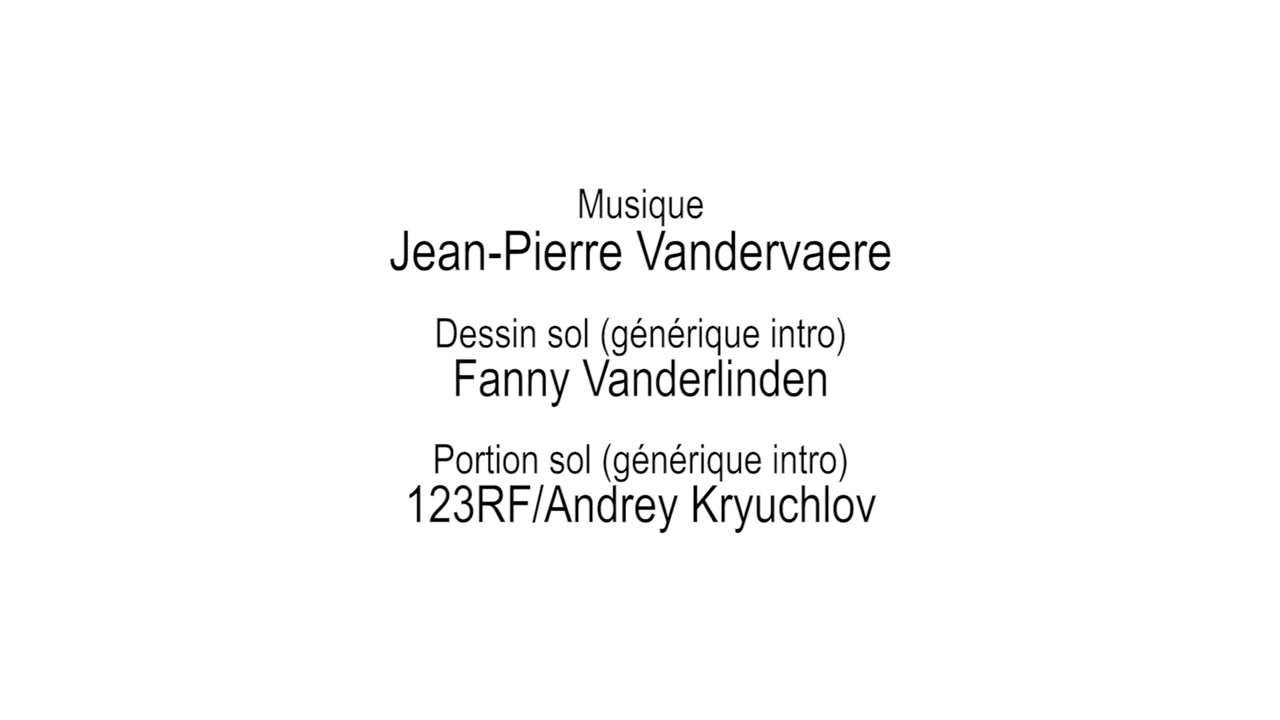 Musique
Jean-Pierre Vandervaere
Dessin sol (générique intro)
Fanny Vanderlinden
Portion sol (générique intro)
123RF/Andrey Kryuchlov